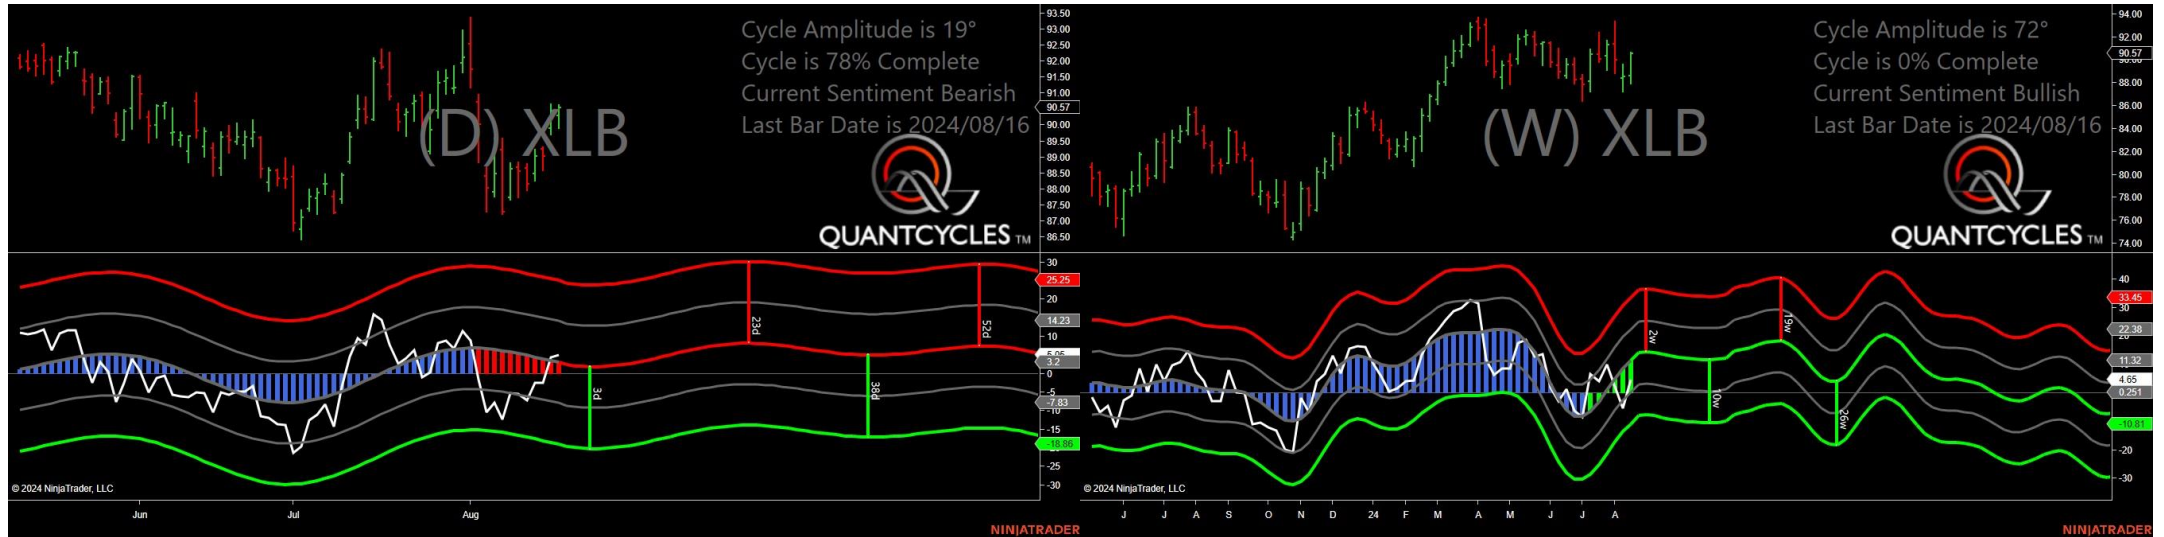 Cycle Amplitude is 19°
Cycle is 78% Complete
Current Sentiment Bearish
Last Bar Date is 2024/08/16
(D) XLB
QUANTCYCLES TM
93.50
93.00
92.50
92.00
91.50
91.00
90.57
90.00
89.50
89.00
88.50
88.00
87.50
87.00
86.50
30
25.25
20
14.23
10
5.05
3.2
0
-5
-7.83
-10
-15
-18.86
-25
-30
3d
23d
38d
52d
© 2024 NinjaTrader, LLC
Jun
Jul
Aug
NINJATRADER
Cycle Amplitude is 72°
Cycle is 0% Complete
Current Sentiment Bullish
Last Bar Date is 2024/08/16
(W) XLB
QUANTCYCLES TM
94.00
92.00
90.57
88.00
86.00
84.00
82.00
80.00
78.00
76.00
74.00
40
33.45
30
22.38
11.32
4.65
0.251
-10.81
-20
-30
2w
10w
19w
26w
© 2024 NinjaTrader, LLC
J
J
A
S
O
N
D
24
F
M
A
M
J
J
A
NINJATRADER